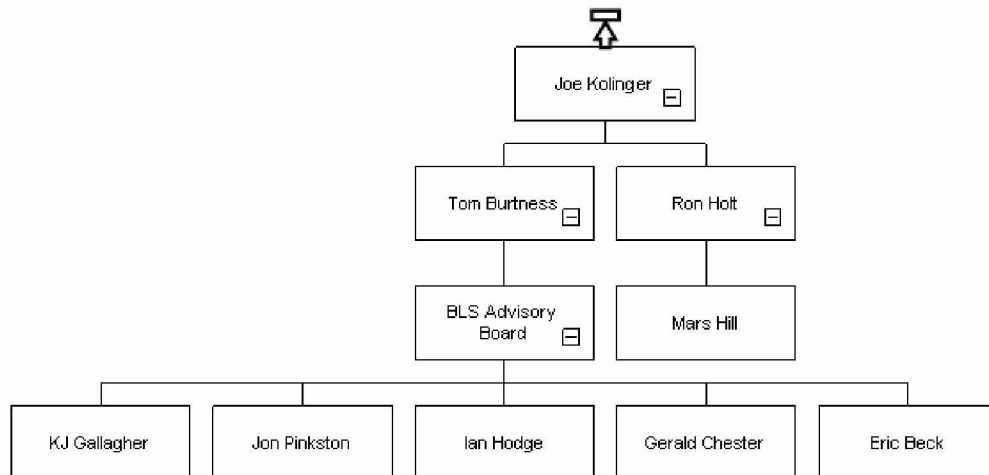 Joe Kolinger
Tom Burtness
Ron Holt
BLS Advisory
Board
Mars Hill
KJ Gallagher
Jon Pinkston
Ian Hodge
Gerald Chester
Eric Beck